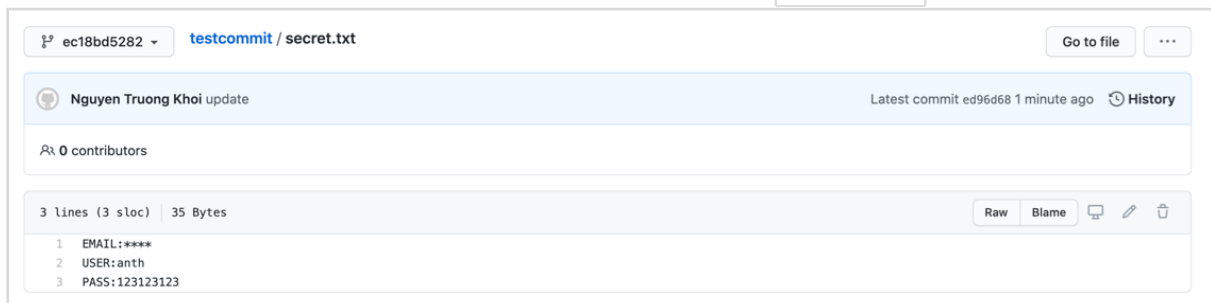 ec18bd5282
testcommit / secret.txt
Go to file
...
Nguyen Truong Khoi update
Latest commit ed96d68 1 minute ago
History
0 contributors
3 lines (3 sloc) 35 Bytes
Raw
Blame
1 EMAIL:****
2 USER:anth
3 PASS:123123123